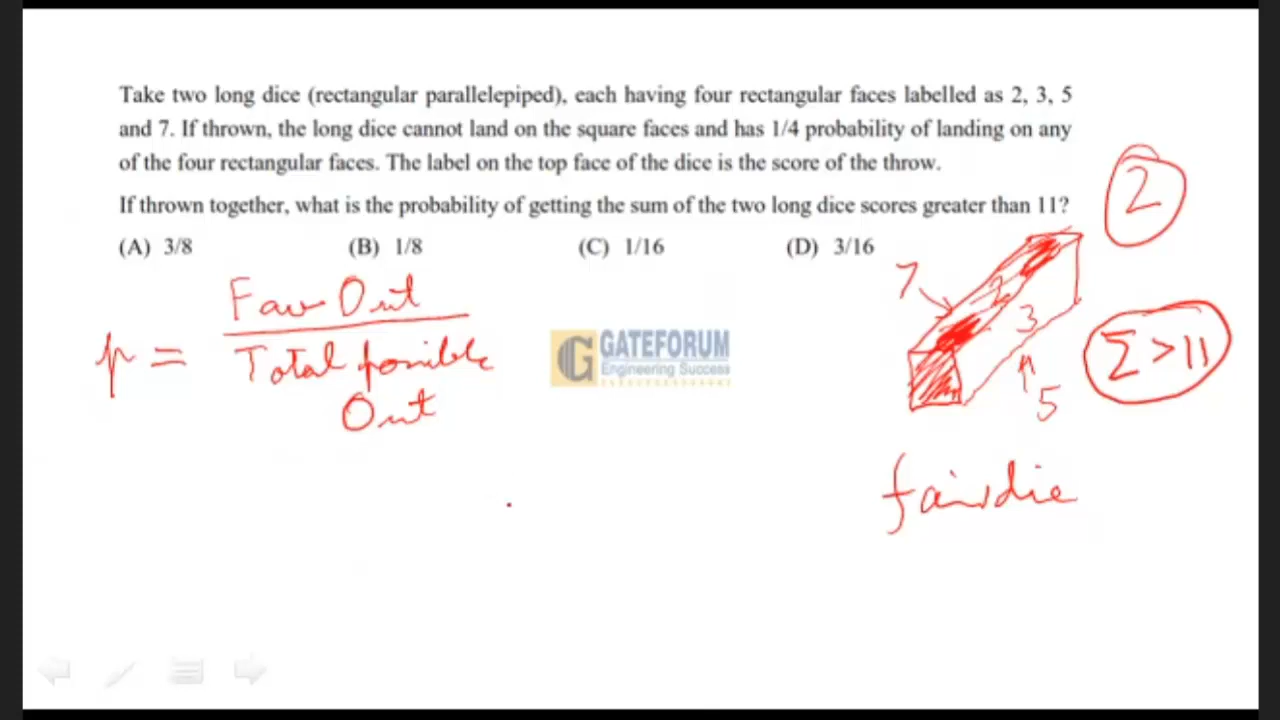 Take two long dice (rectangular parallelepiped), each having four rectangular faces labelled as 2, 3, 5
and 7. If thrown, the long dice cannot land on the square faces and has 1/4 probability of landing on any
of the four rectangular faces. The label on the top face of the dice is the score of the throw.
If thrown together, what is the probability of getting the sum of the two long dice scores greater than 11?
(A) 3/8 (B) 1/8 (C) 1/16 (D) 3/16
2
Fav Out
p = Total possible
Out
GATEFORUM
Engineering Success
7
2
3
5
Σ > 11
fair die